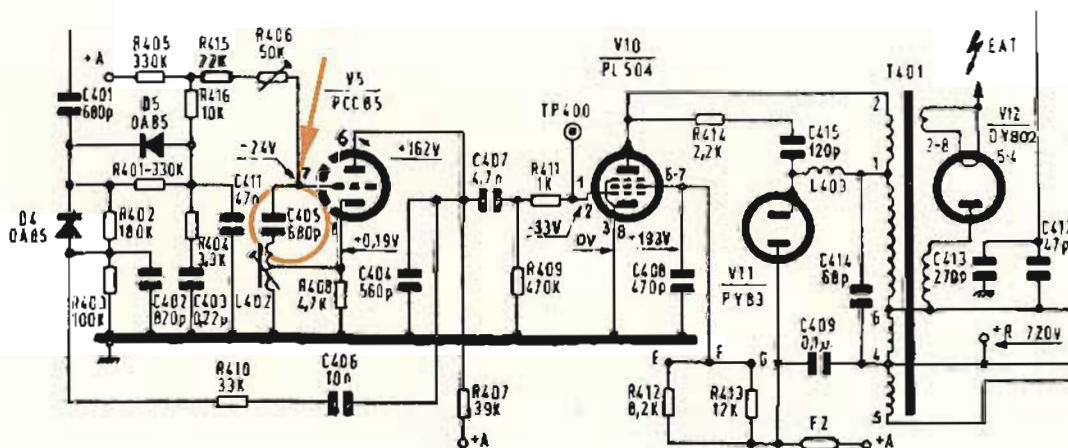 +A
R405
330K
R415
22K
R406
50K
V5
PCC85
V10
PL504
EAT
T401
C401
680p
D5
OAB5
R416
10K
TP400
R414
2,2K
C415
120p
2
V12
DY802
2-8
5-4
-24V
7
6
+162V
C407
4,7n
R411
1K
1
2
6-7
1
L403
R401-330K
C411
47n
D4
OAB5
R402
180K
R404
3,3K
C405
680p
8
+0,19V
-33V
0V
3
8
+193V
C404
560p
R409
470K
C408
470p
V11
PY83
C414
68p
C413
270p
C412
47p
R403
100K
C402
820p
C403
0,22µ
L402
R408
4,7K
6
C409
0,1µ
+R 720V
4
R410
33K
C406
10n
R407
39K
E
F
G
R412
8,2K
R413
12K
5
FZ
+A
+A